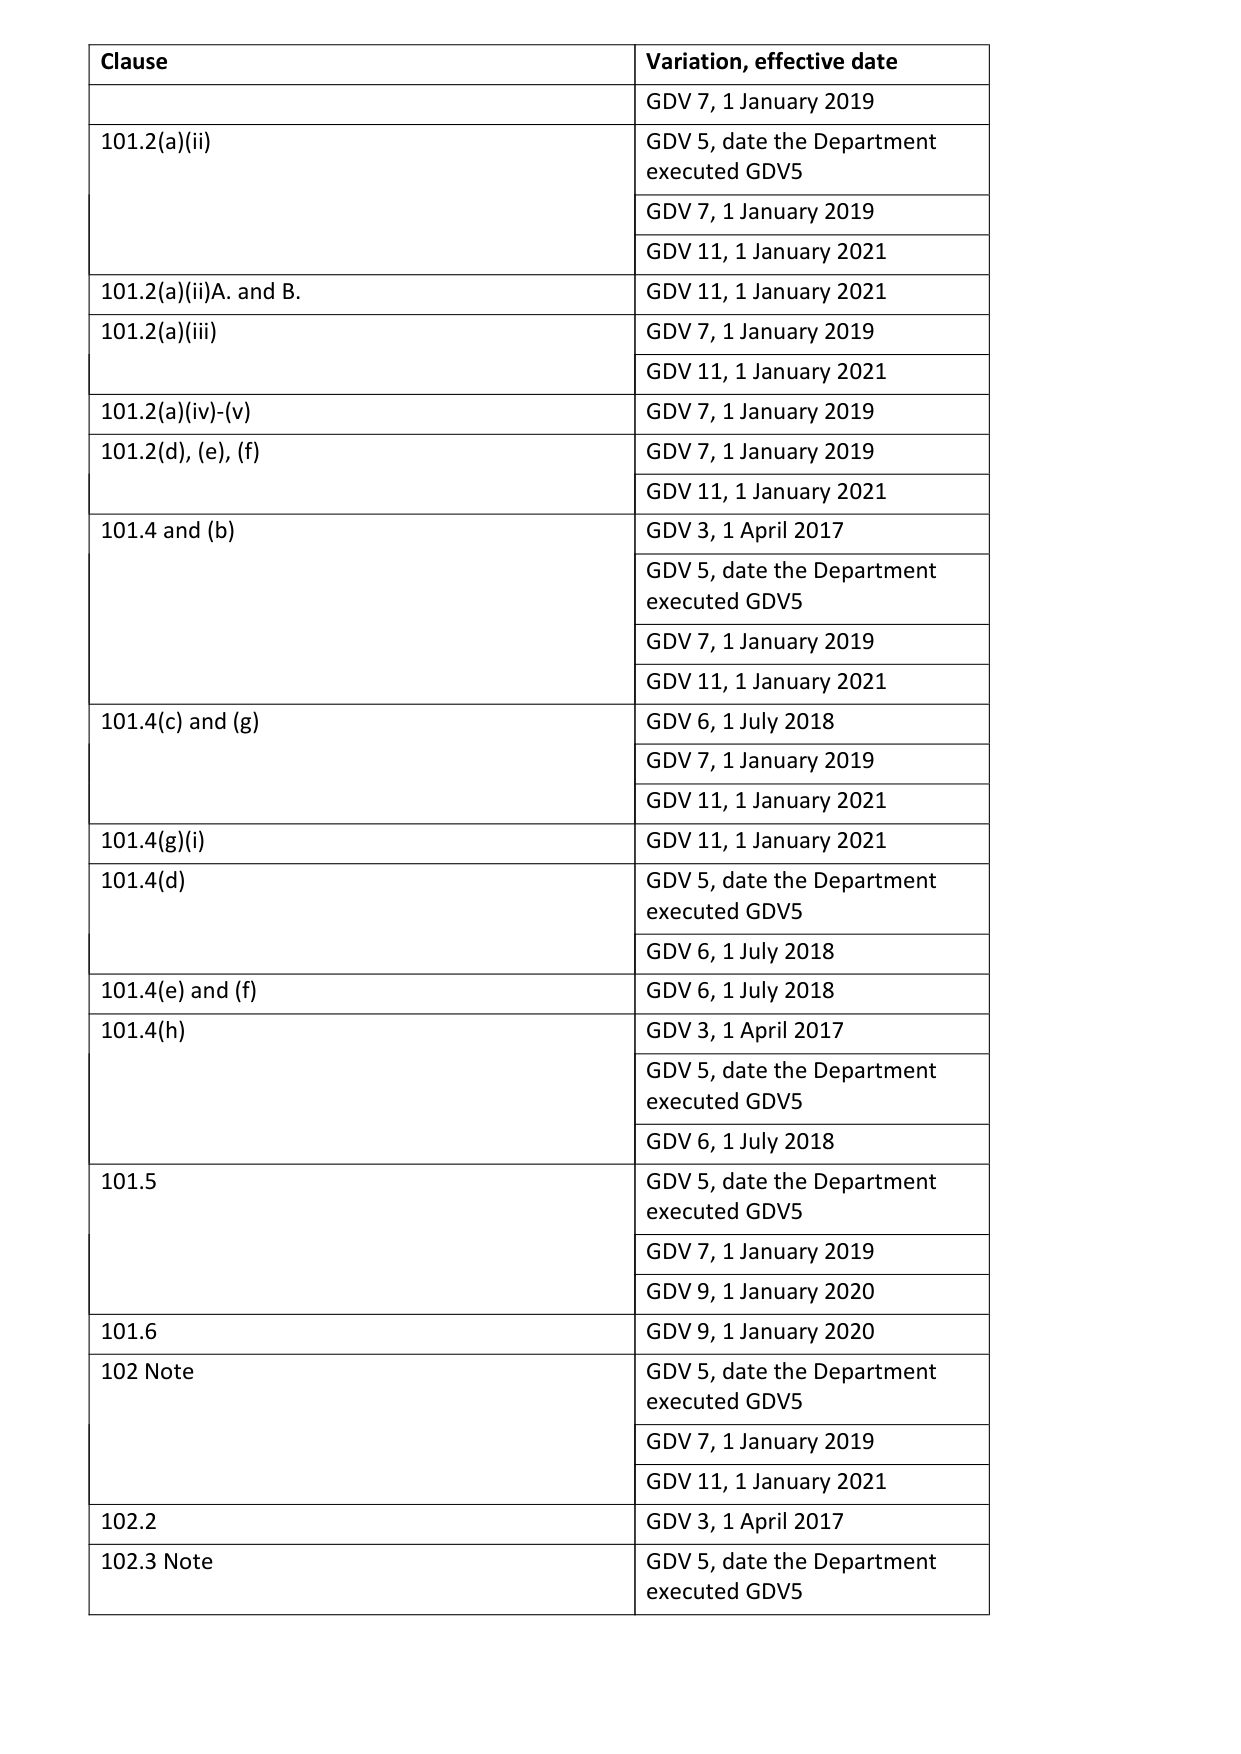 Clause Variation, effective date
GDV 7, 1 January 2019
101.2(a)(ii) GDV 5, date the Department
executed GDV5
GDV 7, 1 January 2019
GDV 11, 1 January 2021
101.2(a)(ii)A. and B. GDV 11, 1 January 2021
101.2(a)(iii) GDV 7, 1 January 2019
GDV 11, 1 January 2021
101.2(a)(iv)-(v) GDV 7, 1 January 2019
101.2(d), (e), (f) GDV 7, 1 January 2019
GDV 11, 1 January 2021
101.4 and (b) GDV 3, 1 April 2017
GDV 5, date the Department
executed GDV5
GDV 7, 1 January 2019
GDV 11, 1 January 2021
101.4(c) and (g) GDV 6, 1 July 2018
GDV 7, 1 January 2019
GDV 11, 1 January 2021
101.4(g)(i) GDV 11, 1 January 2021
101.4(d) GDV 5, date the Department
executed GDV5
GDV 6, 1 July 2018
101.4(e) and (f) GDV 6, 1 July 2018
101.4(h) GDV 3, 1 April 2017
GDV 5, date the Department
executed GDV5
GDV 6, 1 July 2018
101.5 GDV 5, date the Department
executed GDV5
GDV 7, 1 January 2019
GDV 9, 1 January 2020
101.6 GDV 9, 1 January 2020
102 Note GDV 5, date the Department
executed GDV5
GDV 7, 1 January 2019
GDV 11, 1 January 2021
102.2 GDV 3, 1 April 2017
102.3 Note GDV 5, date the Department
executed GDV5